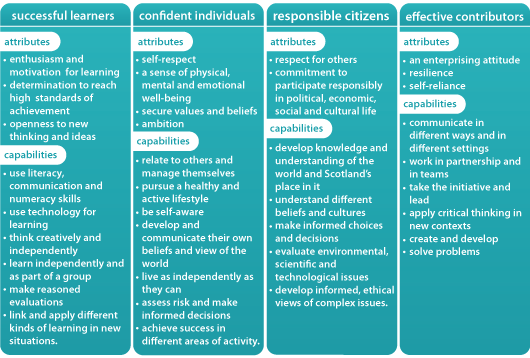 successful learners
attributes
• enthusiasm and
motivation for learning
• determination to reach
high standards of
achievement
• openness to new
thinking and ideas
capabilities
• use literacy,
communication and
numeracy skills
• use technology for
learning
• think creatively and
independently
• learn independently and
as part of a group
• make reasoned
evaluations
• link and apply different
kinds of learning in new
situations.
confident individuals
attributes
• self-respect
• a sense of physical,
mental and emotional
well-being
• secure values and beliefs
• ambition
capabilities
• relate to others and
manage themselves
• pursue a healthy and
active lifestyle
• be self-aware
• develop and
communicate their own
beliefs and view of the
world
• live as independently as
they can
• assess risk and make
informed decisions
• achieve success in
different areas of activity.
responsible citizens
attributes
• respect for others
• commitment to
participate responsibly
in political, economic,
social and cultural life
capabilities
• develop knowledge and
understanding of the
world and Scotland's
place in it
• understand different
beliefs and cultures
• make informed choices
and decisions
• evaluate environmental,
scientific and
technological issues
• develop informed, ethical
views of complex issues.
effective contributors
attributes
• an enterprising attitude
• resilience
• self-reliance
capabilities
• communicate in
different ways and in
different settings
• work in partnership and
in teams
• take the initiative and
lead
• apply critical thinking in
new contexts
• create and develop
• solve problems